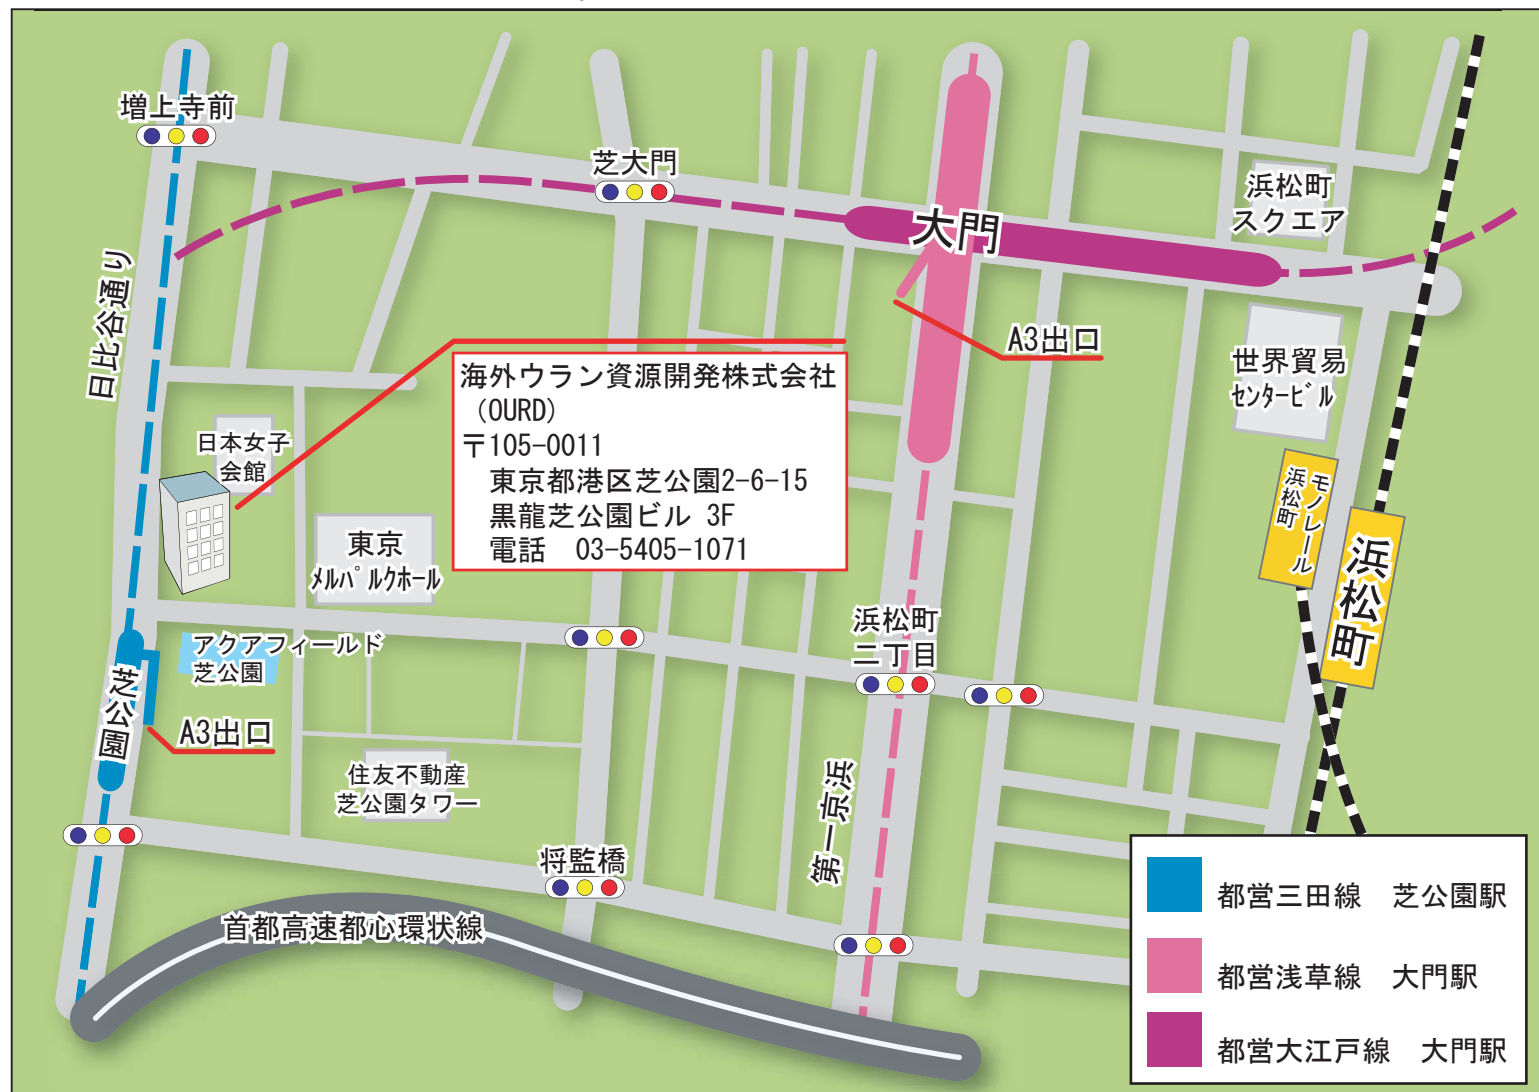 増上寺前
芝大門
大門
浜松町
スクエア
日比谷通り
A3出口
世界貿易
ｾﾝﾀｰﾋﾞﾙ
海外ウラン資源開発株式会社
（OURD）
〒105-0011
東京都港区芝公園2-6-15
黒龍芝公園ビル 3F
電話　03-5405-1071
日本女子
会館
東京
ﾒﾙﾊﾟﾙｸホール
モノレール
浜松町
浜松町
アクアフィールド
芝公園
浜松町
二丁目
芝公園
A3出口
住友不動産
芝公園タワー
第一京浜
将監橋
首都高速都心環状線
都営三田線　芝公園駅
都営浅草線　大門駅
都営大江戸線　大門駅